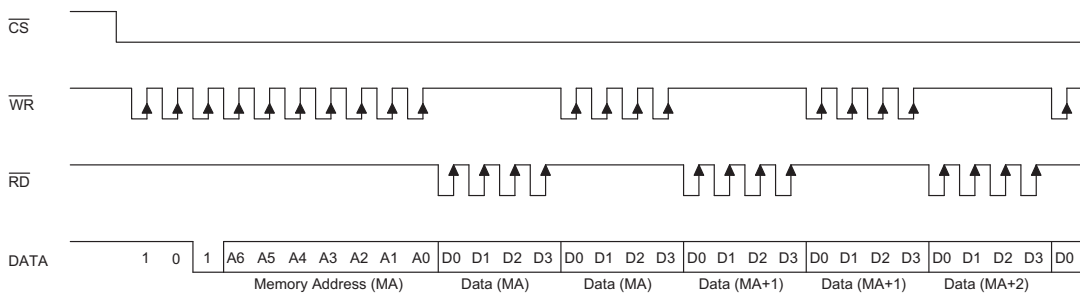 CS
WR
RD
DATA 1 0 1 A6 A5 A4 A3 A2 A1 A0 D0 D1 D2 D3 D0 D1 D2 D3 D0 D1 D2 D3 D0 D1 D2 D3 D0 D1 D2 D3 D0
Memory Address (MA) Data (MA) Data (MA) Data (MA+1) Data (MA+1) Data (MA+2)